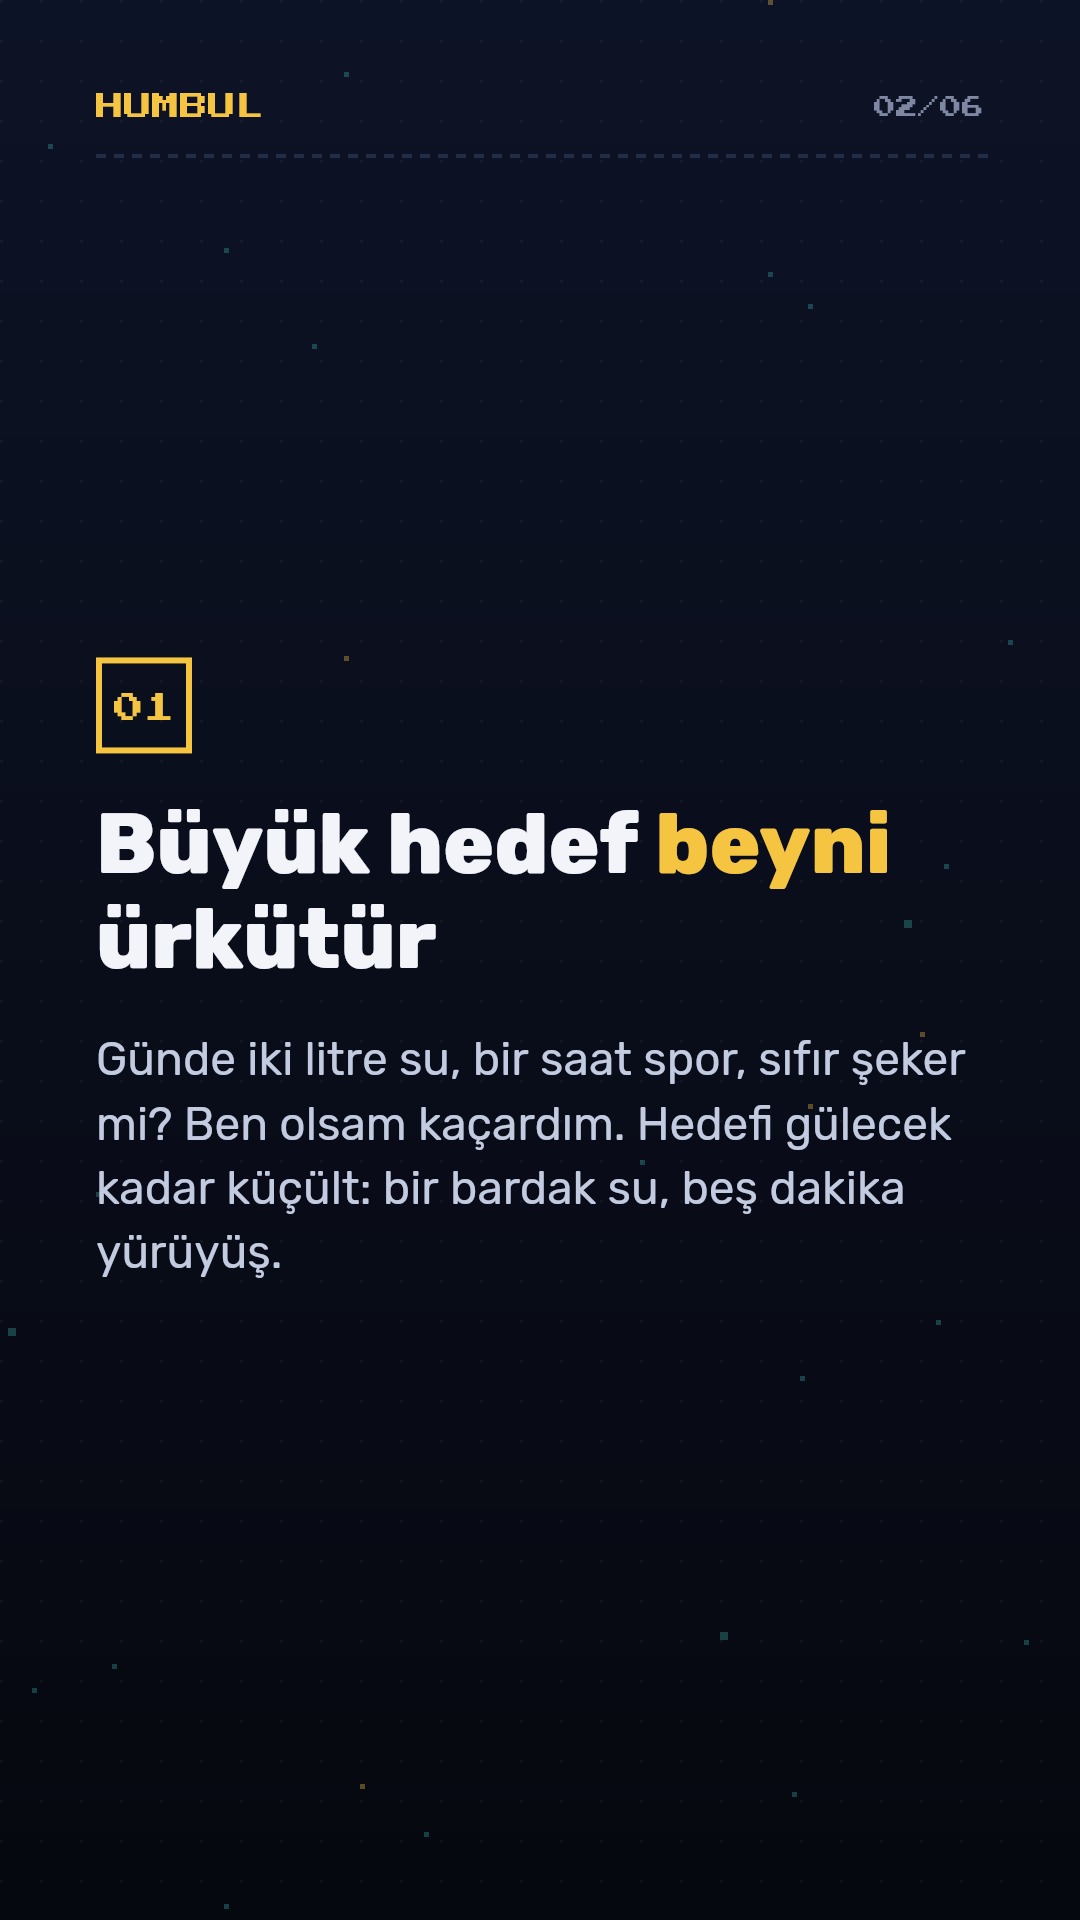 HUMBUL
02/06
01
Büyük hedef beyni
ürkütür
Günde iki litre su, bir saat spor, sıfır şeker
mi? Ben olsam kaçardım. Hedefi gülecek
kadar küçült: bir bardak su, beş dakika
yürüyüş.